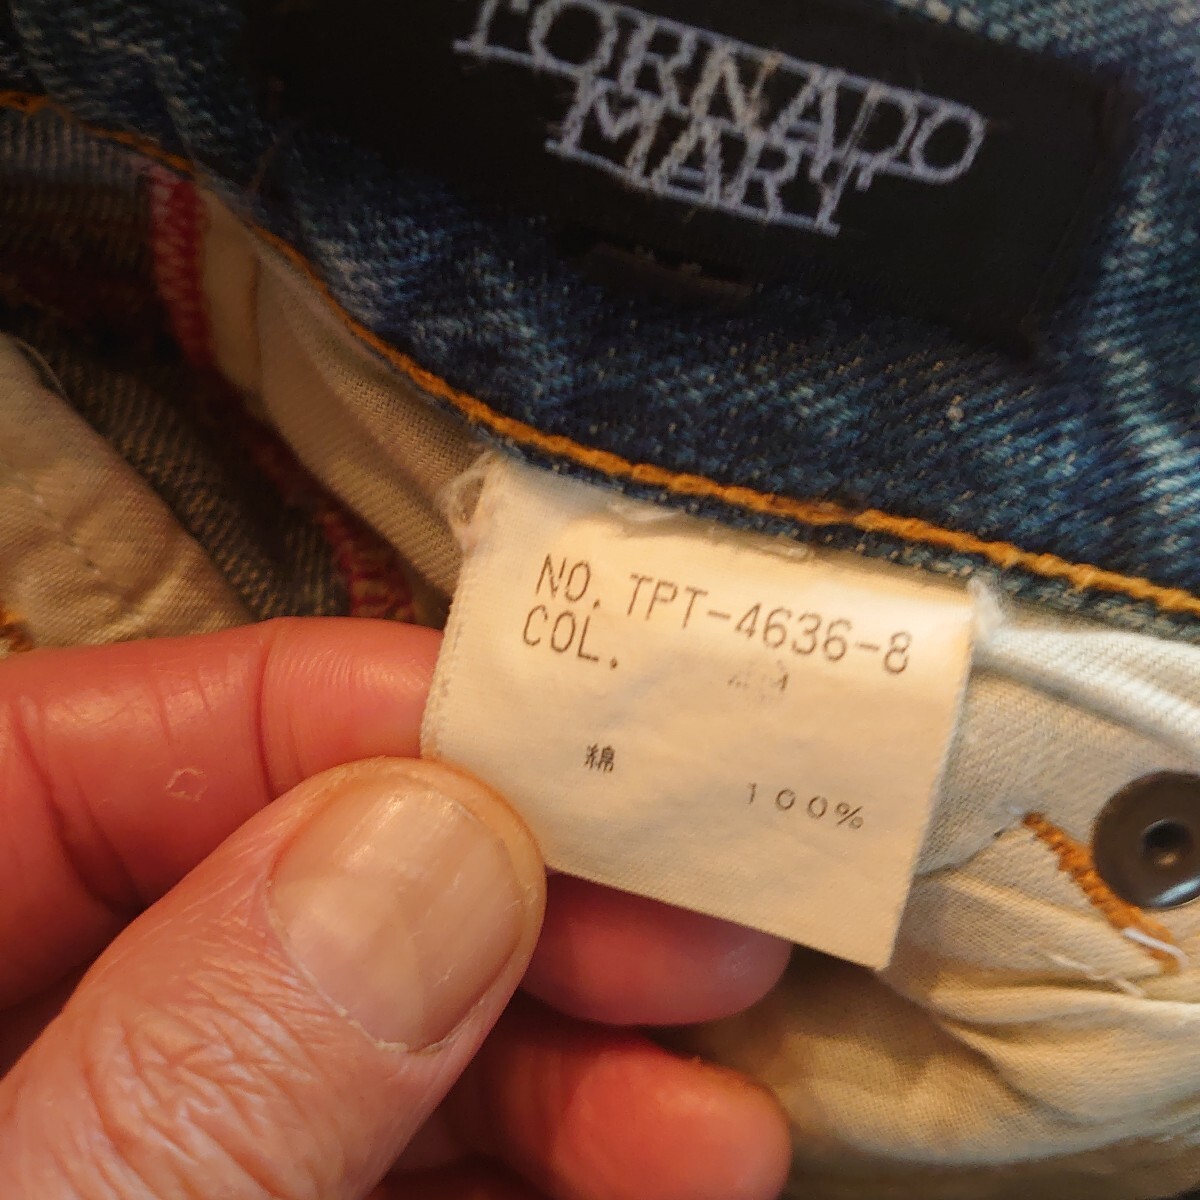 TORNADO
MART
NO. TPT-4636-8
COL.
綿 100%